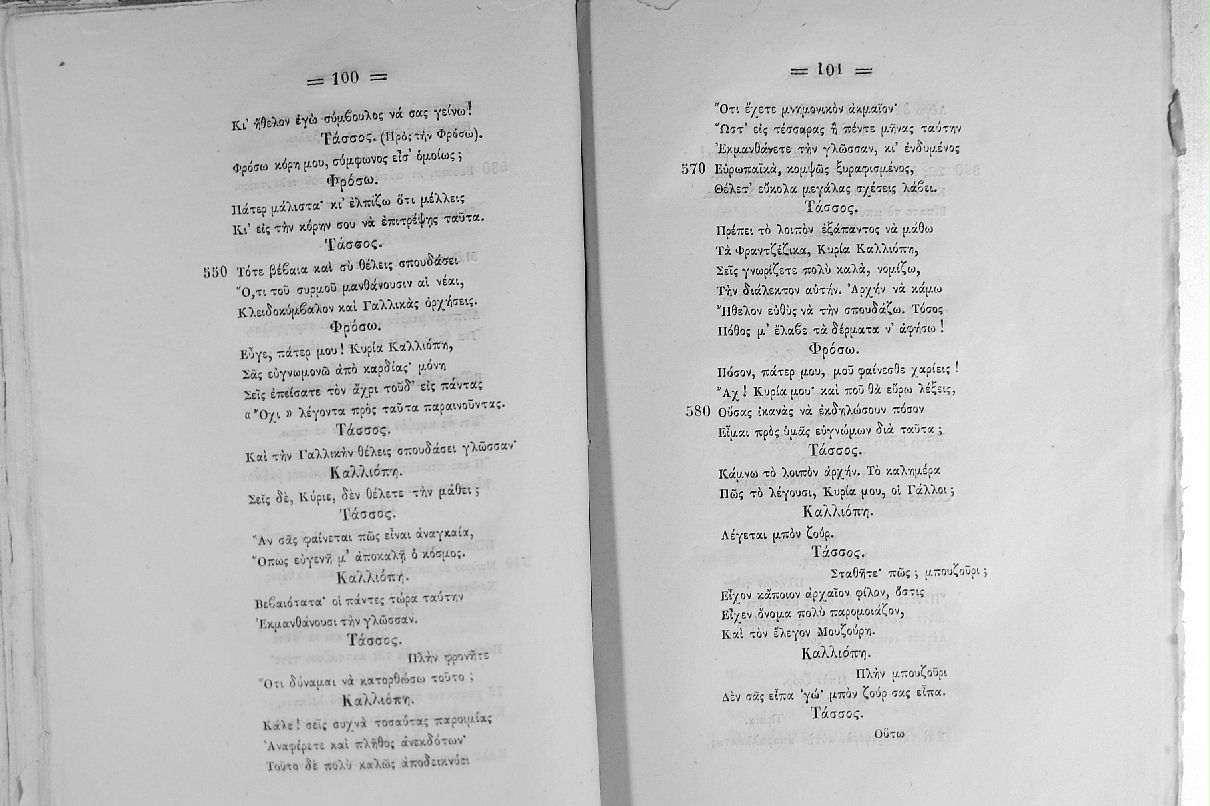 = 100 =
Κι' ἤθελον ἐγὼ σύμβουλος νά σας γείνω!
Τάσσος. (Πρὸς τὴν Φρόσω).
Φρόσω κόρη μου, σύμφωνος εἶσ' ὁμοίως;
Φρόσω.
Πάτερ μάλιστα· κι' ἐλπίζω ὅτι μέλλεις
Κι' εἰς τὴν κόρην σου νὰ ἐπιτρέψῃς ταῦτα.
Τάσσος.
550 Τότε βέβαια καὶ σὺ θέλεις σπουδάσει
Ὅ,τι τοῦ συρμοῦ μανθάνουσιν αἱ νέαι,
Κλειδοκύμβαλον καὶ Γαλλικὰς ὀρχήσεις.
Φρόσω.
Εὖγε, πάτερ μου! Κυρία Καλλιόπη,
Σᾶς εὐγνωμονῶ ἀπὸ καρδίας· μόνη
Σεῖς ἐπείσατε τὸν ἄχρι τοῦδ' εἰς πάντας
«Ὄχι» λέγοντα πρὸς ταῦτα παραινοῦντας.
Τάσσος.
Καὶ τὴν Γαλλικὴν θέλεις σπουδάσει γλῶσσαν·
Καλλιόπη.
Σεῖς δὲ, Κύριε, δὲν θέλετε τὴν μάθει;
Τάσσος.
Ἂν σᾶς φαίνεται πῶς εἶναι ἀναγκαία,
Ὅπως εὐγενῆ μ' ἀποκαλῇ ὁ κόσμος.
Καλλιόπη.
Βεβαιότατα· οἱ πάντες τώρα ταύτην
Ἐκμανθάνουσι τὴν γλῶσσαν.
Τάσσος.
Πλὴν φρονῆτε
Ὅτι δύναμαι νὰ κατορθώσω τοῦτο;
Καλλιόπη.
Κάλε! σεῖς συχνὰ τοσαύτας παροιμίας
Ἀναφέρετε καὶ πλῆθος ἀνεκδότων·
Τοῦτο δὲ πολὺ καλῶς ἀποδεικνύει
= 101 =
Ὅτι ἔχετε μνημονικὸν ἀκμαῖον·
Ὥστ' εἰς τέσσαρας ἢ πέντε μῆνας ταύτην
Ἐκμανθάνετε τὴν γλῶσσαν, κι' ἐνδυμένος
570 Εὐρωπαϊκὰ, κομψῶς ξυραφισμένος,
Θέλετ' εὔκολα μεγάλας σχέσεις λάβει.
Τάσσος.
Πρέπει τὸ λοιπὸν ἐξάπαντος νὰ μάθω
Τὰ Φραντζέζικα, Κυρία Καλλιόπη,
Σεῖς γνωρίζετε πολὺ καλὰ, νομίζω,
Τὴν διάλεκτον αὐτήν. Ἀρχὴν νὰ κάμω
Ἤθελον εὐθὺς νὰ τὴν σπουδάζω. Τόσος
Πόθος μ' ἔλαβε τὰ δέρματα ν' ἀφήσω!
Φρόσω.
Πόσον, πάτερ μου, μοῦ φαίνεσθε χαρίεις!
Ἂχ! Κυρία μου· καὶ ποῦ θὰ εὕρω λέξεις,
580 Οὔσας ἱκανὰς νὰ ἐκδηλώσουν πόσον
Εἶμαι πρὸς ὑμᾶς εὐγνώμων διὰ ταῦτα;
Τάσσος.
Κάμνω τὸ λοιπὸν ἀρχήν. Τὸ καλημέρα
Πῶς τὸ λέγουσι, Κυρία μου, οἱ Γάλλοι;
Καλλιόπη.
Λέγεται μπὸν ζούρ.
Τάσσος.
Σταθῆτε· πῶς; μπουζοῦρι;
Εἶχον κάποιον ἀρχαῖον φίλον, ὅστις
Εἶχεν ὄνομα πολὺ παρομοιάζον,
Καὶ τὸν ἔλεγον Μουζούρη.
Καλλιόπη.
Πλὴν μπουζοῦρι
Δὲν σᾶς εἶπα 'γώ· μπὸν ζούρ σας εἶπα.
Τάσσος.
Οὕτω